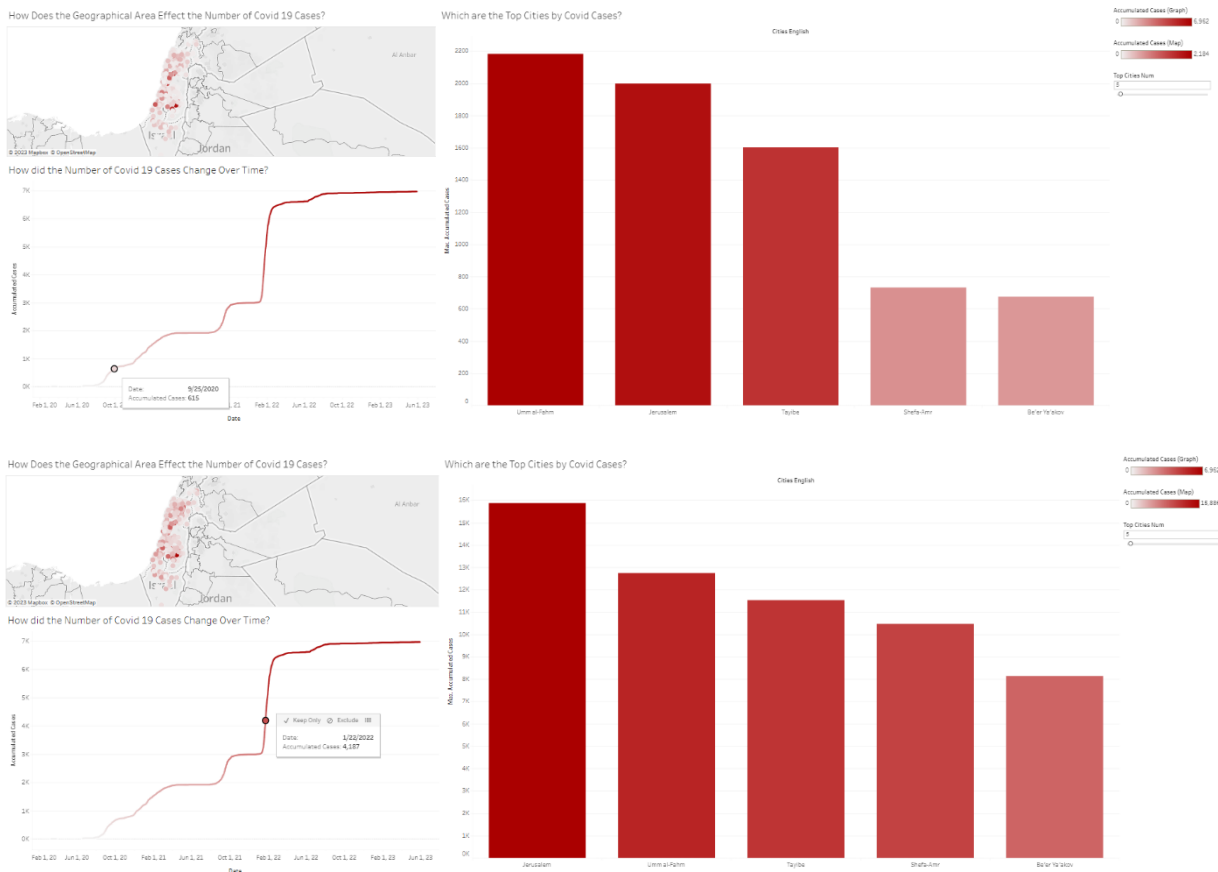 How Does the Geographical Area Effect the Number of Covid 19 Cases?
Al Anbar
Jordan
© 2023 Mapbox © OpenStreetMap
How did the Number of Covid 19 Cases Change Over Time?
7K
6K
5K
4K
3K
2K
1K
0K
Accumulated Cases
Date: 9/25/2020
Accumulated Cases: 615
Feb 1, 20 Jun 1, 20 Oct 1, 21 Feb 1, 22 Jun 1, 22 Oct 1, 22 Feb 1, 23 Jun 1, 23
Date
Which are the Top Cities by Covid Cases?
Cities English
2200
2000
1800
1600
1400
1200
1000
800
600
400
200
0
Max. Accumulated Cases
Umm al-Fahm Jerusalem Tayibe Shefa-Amr Be'er Ya'akov
Accumulated Cases (Graph)
0 6,962
Accumulated Cases (Map)
0 2,184
Top Cities Num
5
How Does the Geographical Area Effect the Number of Covid 19 Cases?
Al Anbar
Jordan
© 2023 Mapbox © OpenStreetMap
How did the Number of Covid 19 Cases Change Over Time?
7K
6K
5K
4K
3K
2K
1K
0K
Accumulated Cases
Keep Only Exclude
Date: 1/22/2022
Accumulated Cases: 4,187
Feb 1, 20 Jun 1, 20 Oct 1, 20 Feb 1, 21 Jun 1, 21 Oct 1, 21 Feb 1, 22 Jun 1, 22 Oct 1, 22 Feb 1, 23 Jun 1, 23
Date
Which are the Top Cities by Covid Cases?
Cities English
16K
15K
14K
13K
12K
11K
10K
9K
8K
7K
6K
5K
4K
3K
2K
1K
0K
Max. Accumulated Cases
Jerusalem Umm al-Fahm Tayibe Shefa-Amr Be'er Ya'akov
Accumulated Cases (Graph)
0 6,962
Accumulated Cases (Map)
0
Top Cities Num
5